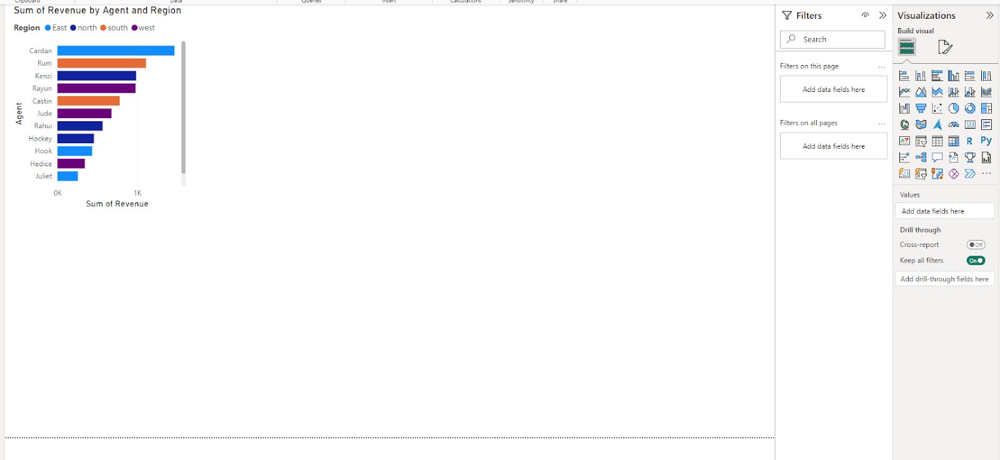 Clipboard
Data
Queries
Insert
Calculations
Sensitivity
Share
Sum of Revenue by Agent and Region
Region East north south west
Agent
Cardan
Rum
Kenzi
Rayun
Castin
Jude
Rahui
Hockey
Hook
Hedice
Juliet
0K 1K
Sum of Revenue
Filters
Search
Filters on this page ...
Add data fields here
Filters on all pages ...
Add data fields here
Visualizations
Build visual
123
R Py
123
...
Values
Add data fields here
Drill through
Cross-report Off
Keep all filters On
Add drill-through fields here